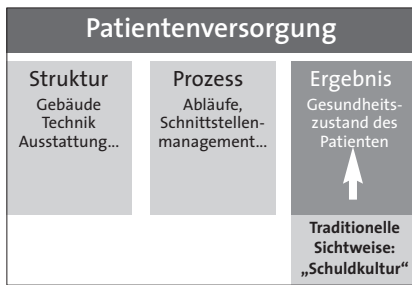 Patientenversorgung
Struktur
Gebäude
Technik
Ausstattung...
Prozess
Abläufe,
Schnittstellen-
management...
Ergebnis
Gesundheits-
zustand des
Patienten
Traditionelle
Sichtweise:
„Schuldkultur“